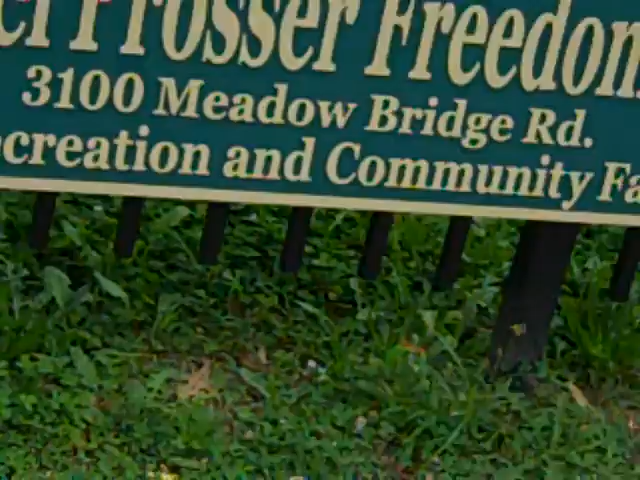 Prosser Freedom
3100 Meadow Bridge Rd.
creation and Community Fa